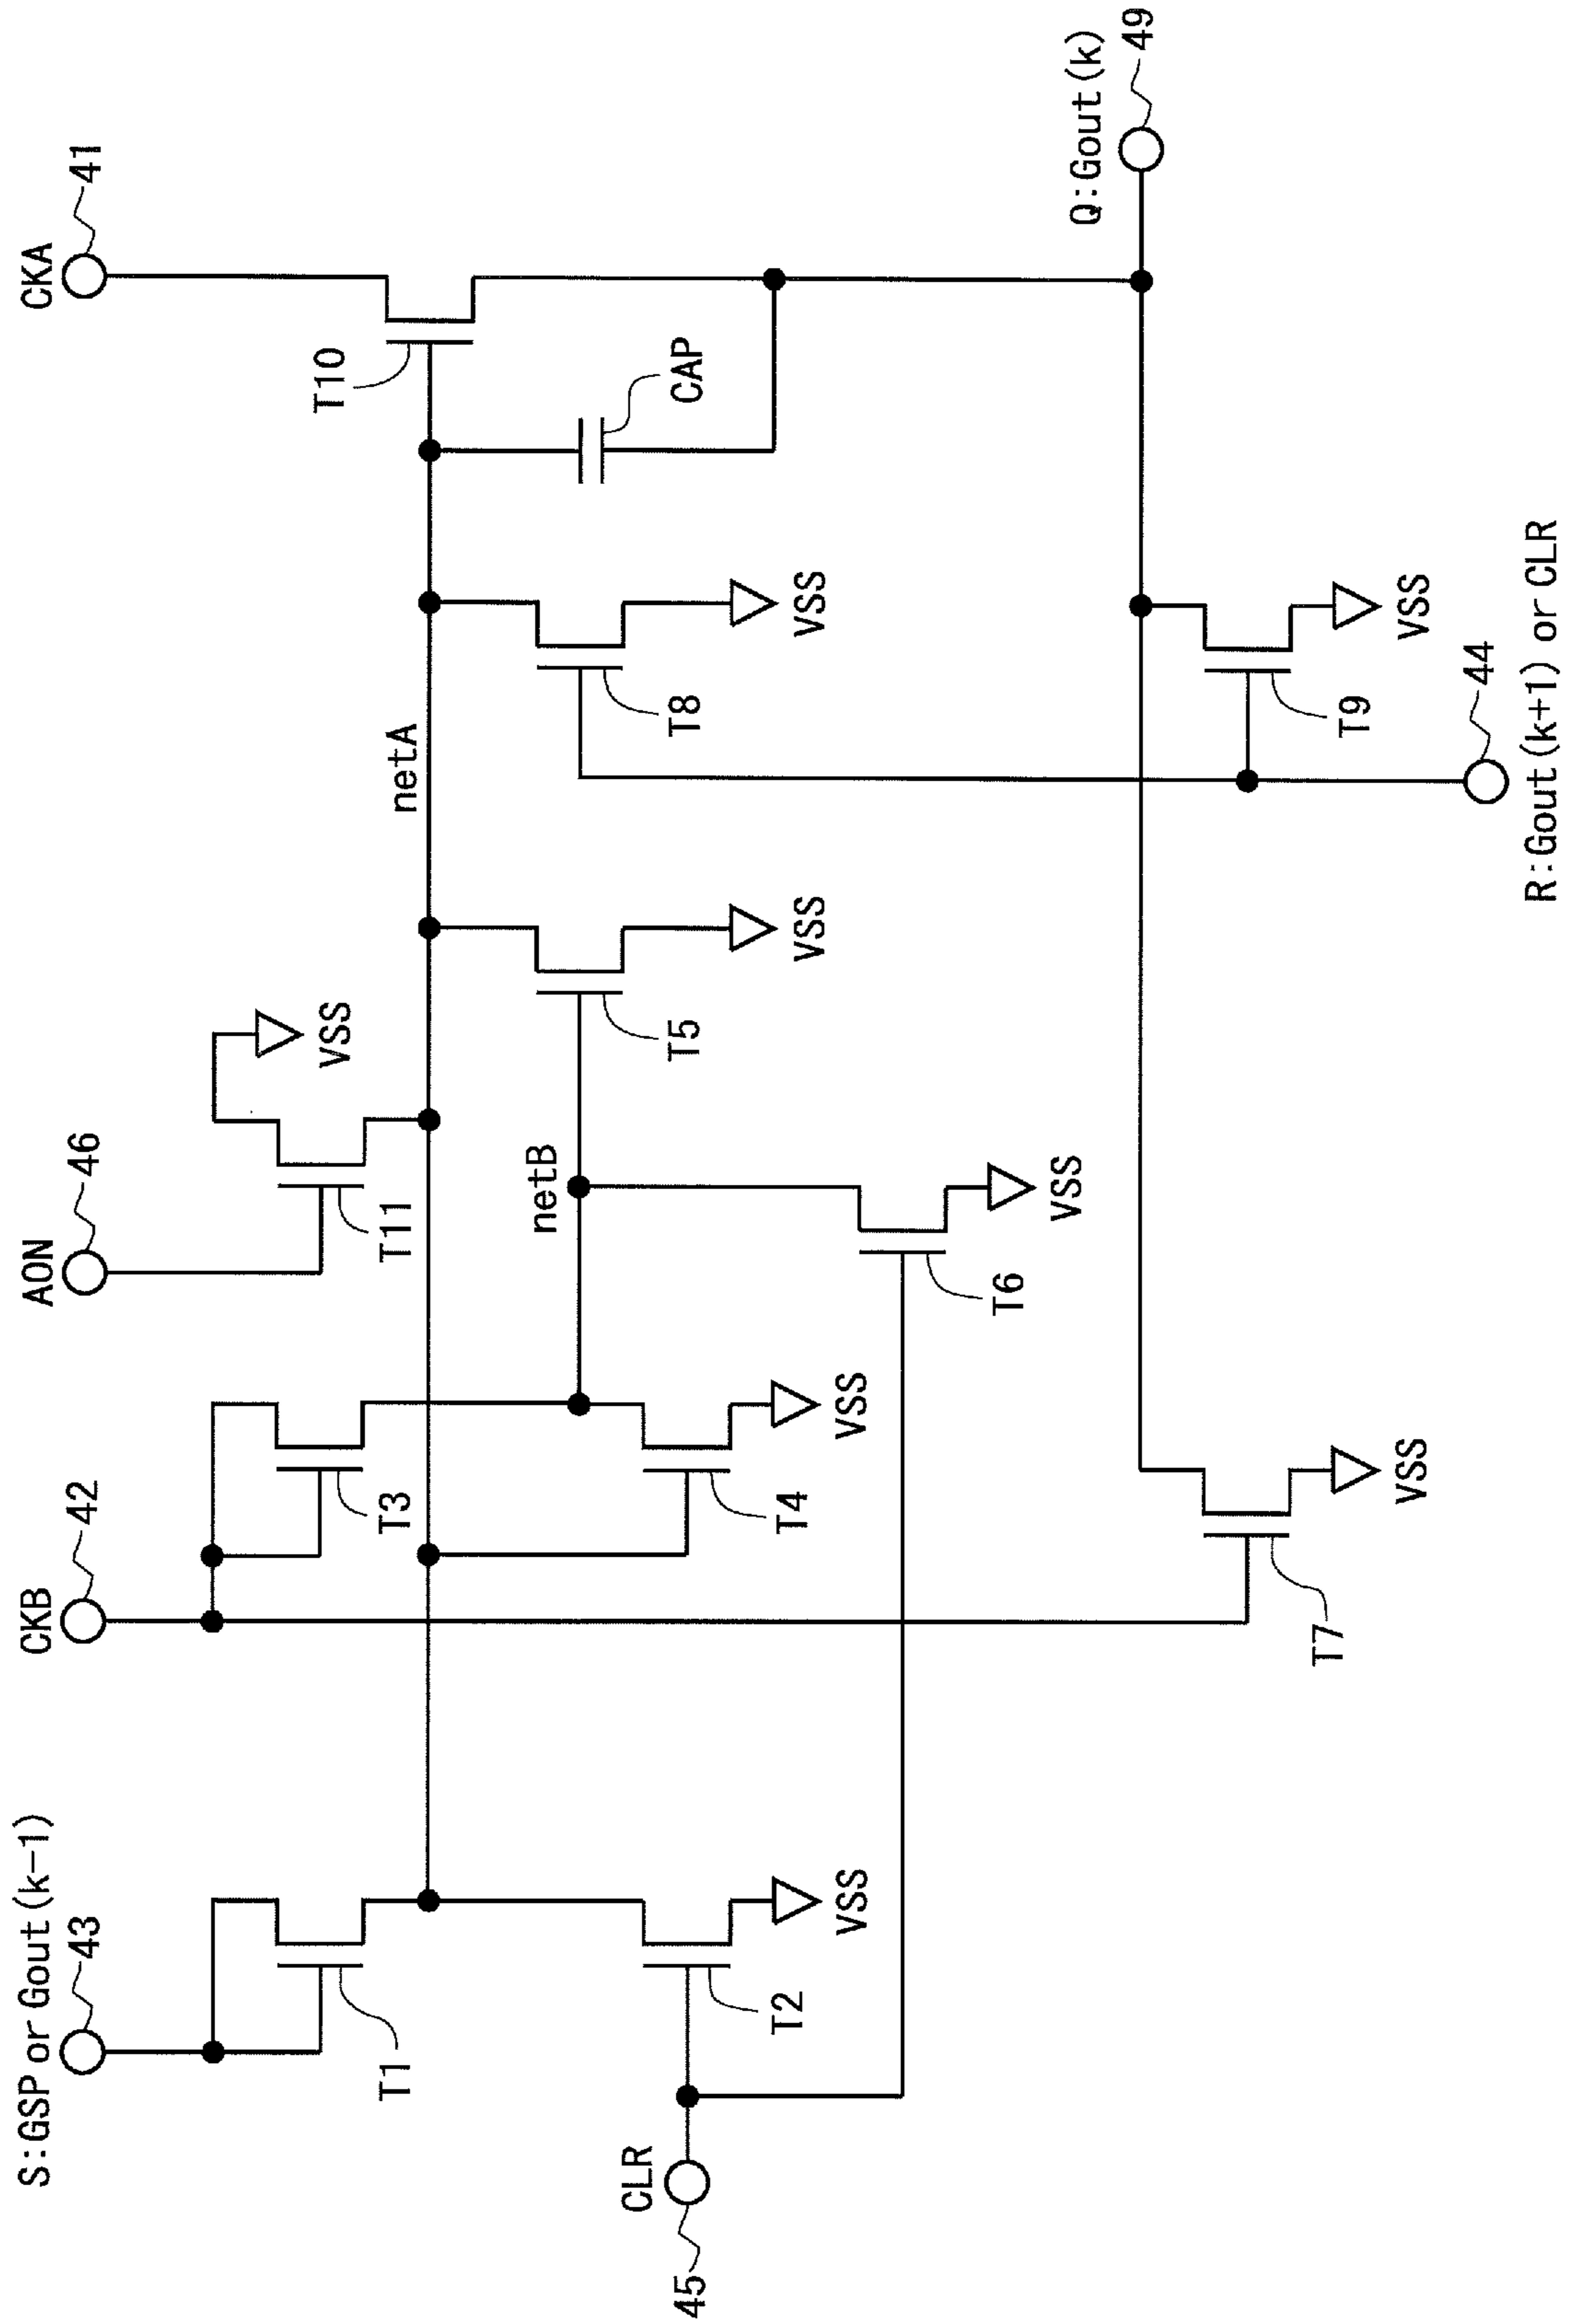 S:GSP or Gout(k-1)
43
CKB
42
AON
46
CKA
41
T1
T3
T11
VSS
T10
netA
CLR
45
T2
VSS
T4
VSS
netB
T5
VSS
T8
VSS
CAP
T6
VSS
Q:Gout(k)
49
T7
VSS
T9
VSS
44
R:Gout(k+1) or CLR